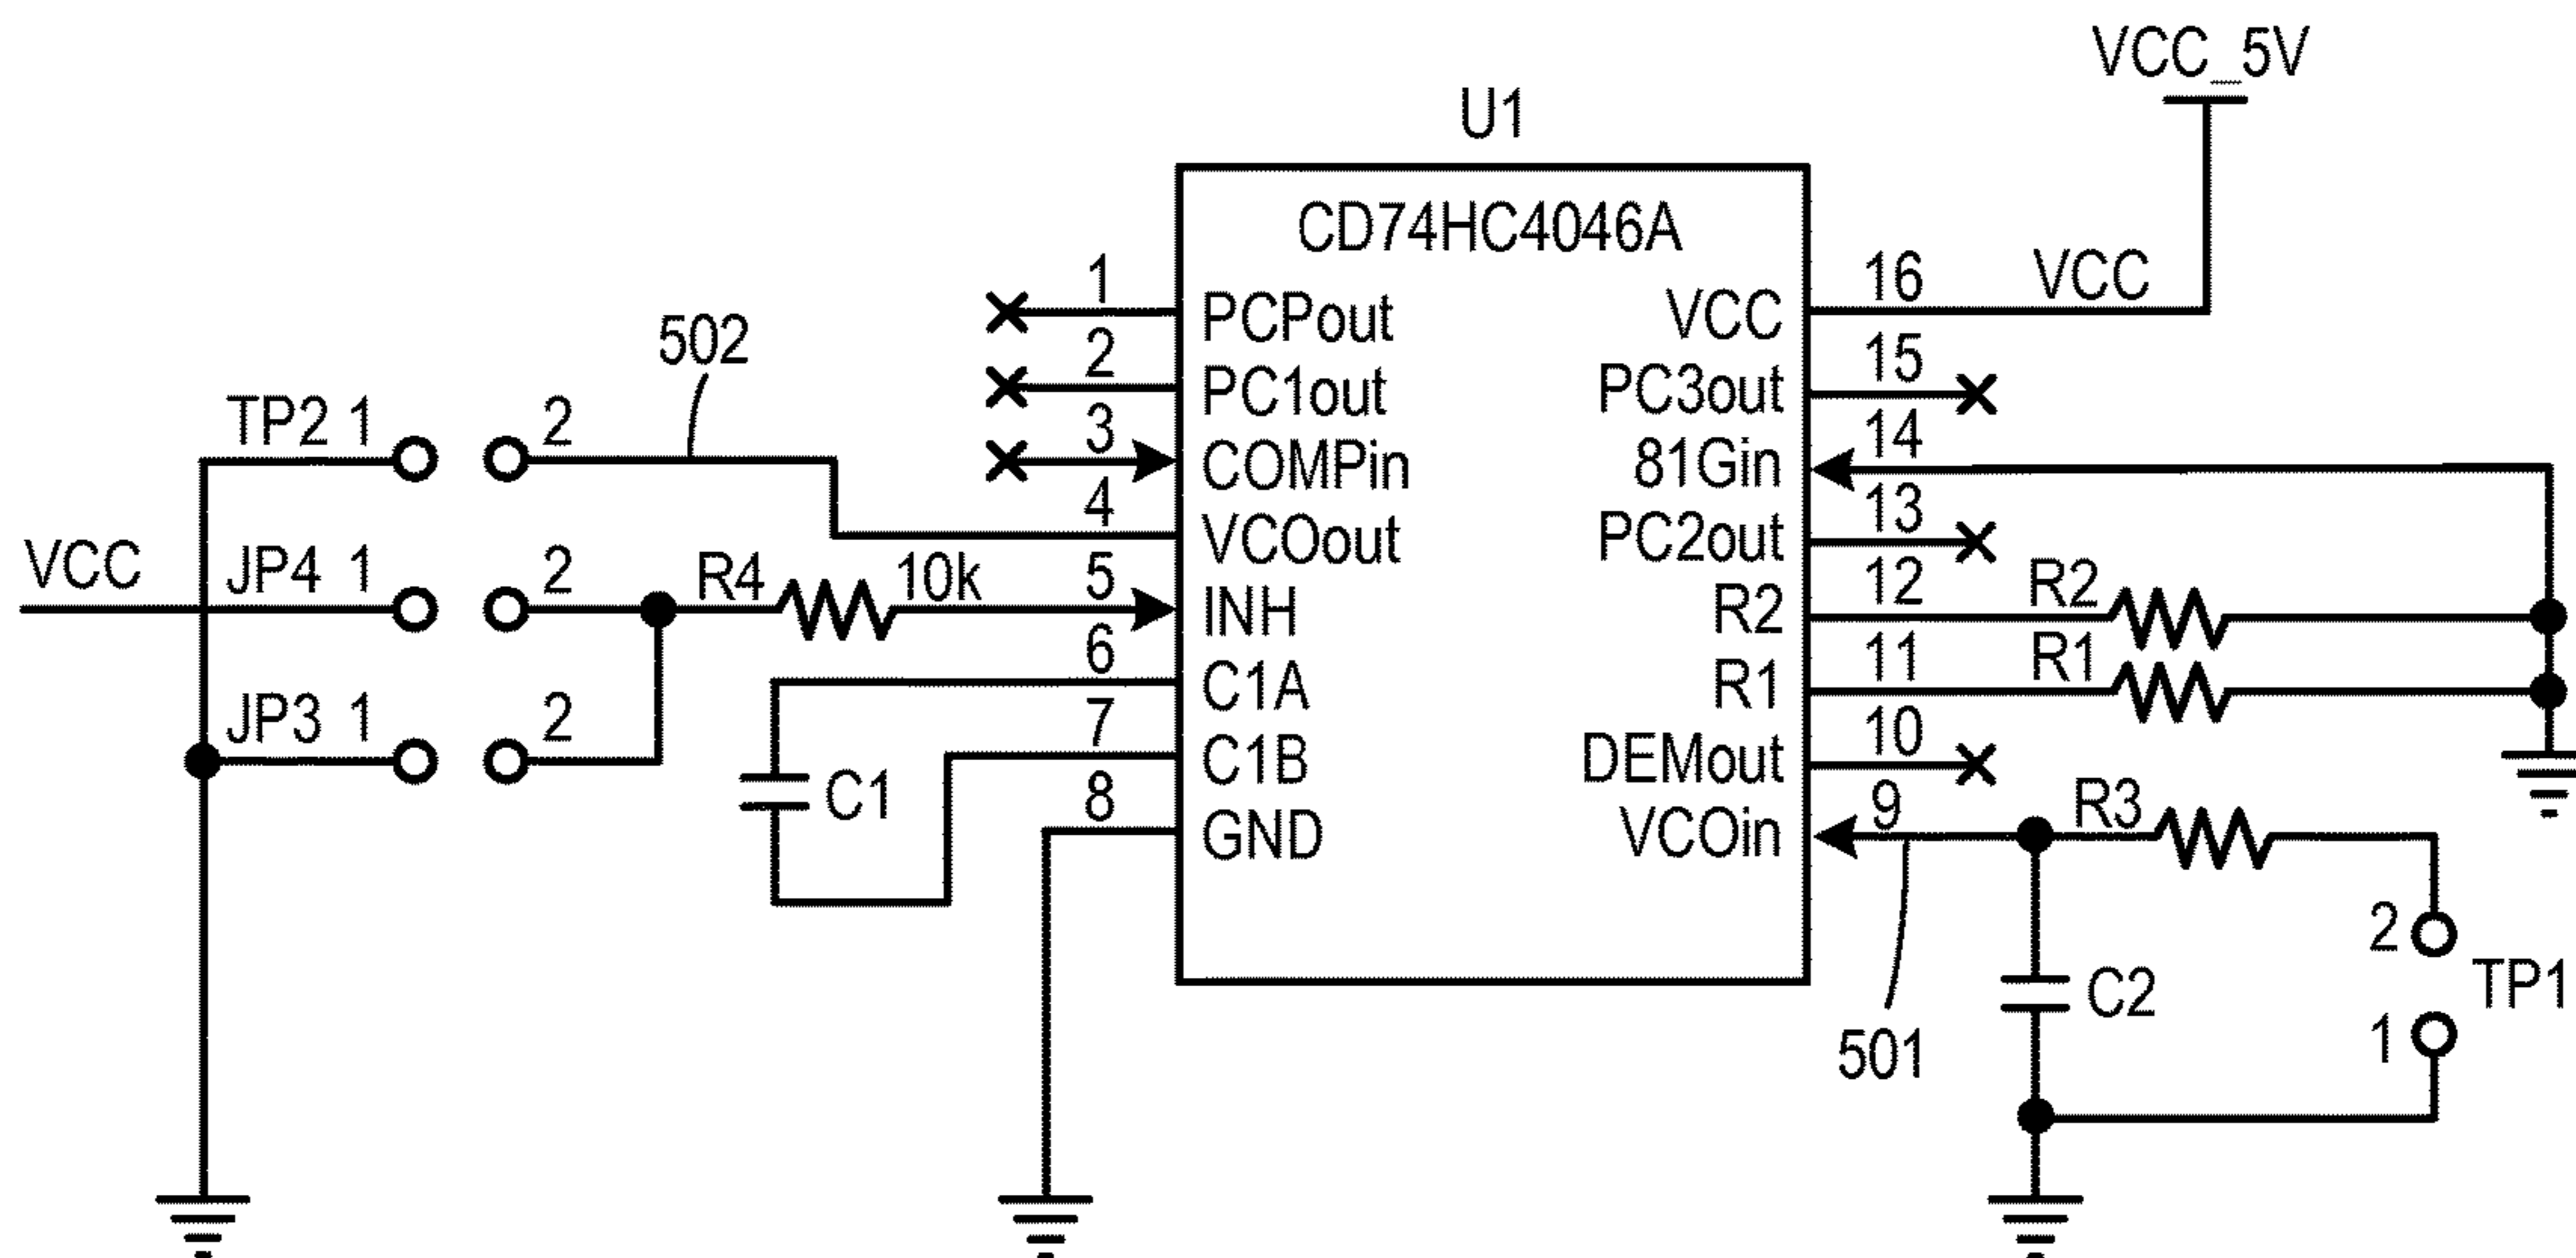 VCC_5V
U1
CD74HC4046A
1
PCPout
VCC
16
VCC
2
PC1out
PC3out
15
502
3
COMPin
81Gin
14
TP2 1
2
4
VCOout
PC2out
13
VCC
JP4 1
2
R4
10k
5
INH
R2
12
R2
6
C1A
R1
11
R1
JP3 1
2
7
C1B
DEMout
10
C1
8
GND
VCOin
9
R3
2
TP1
C2
1
501